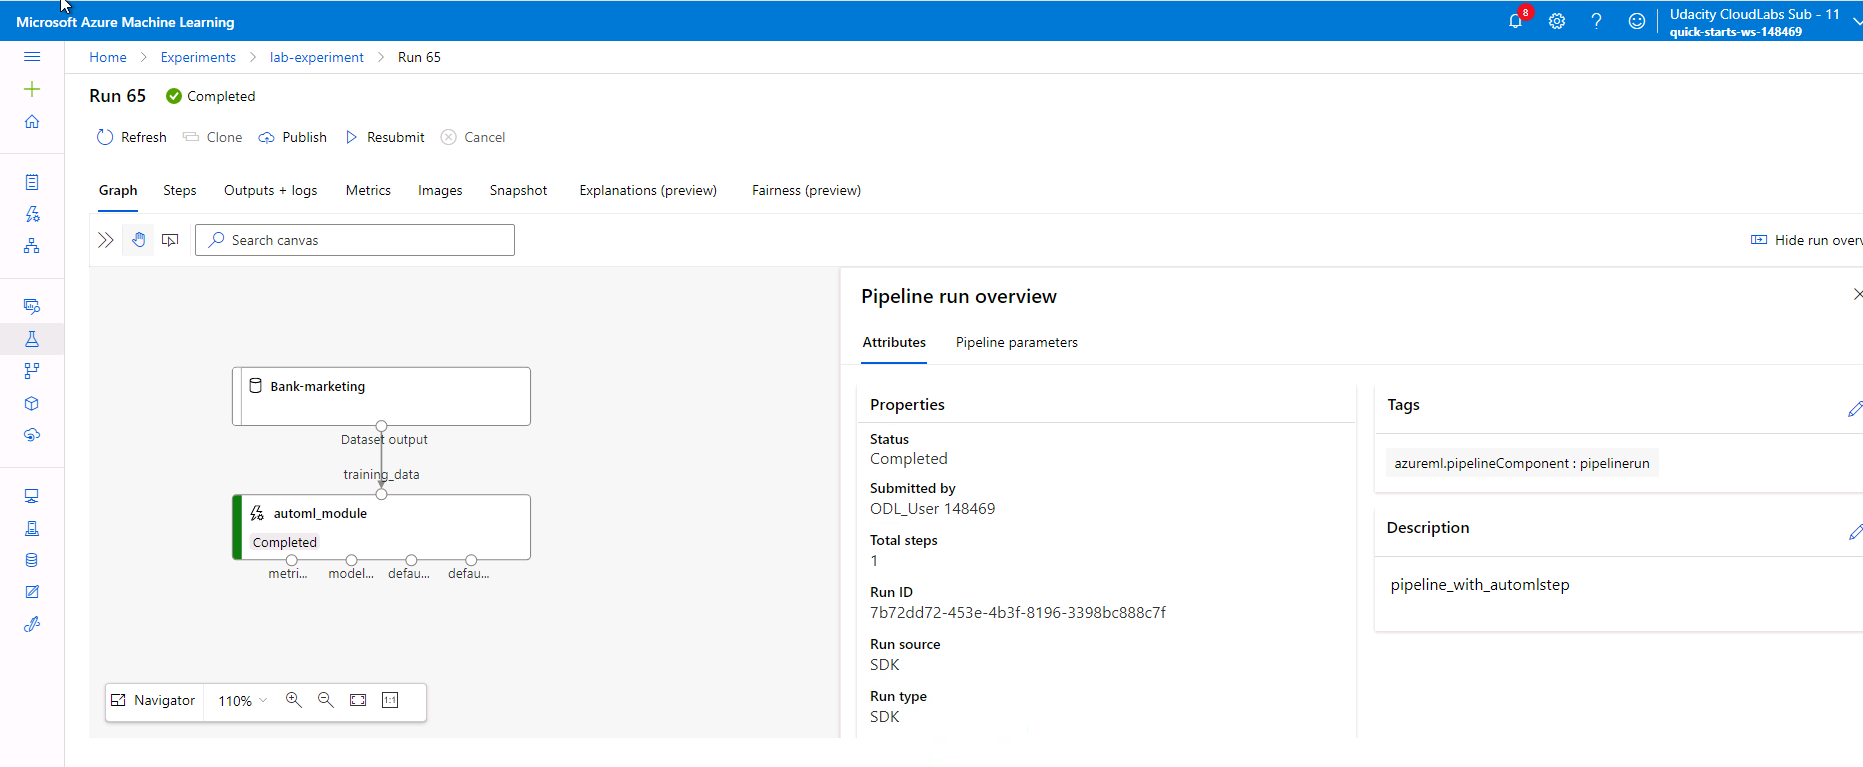 Microsoft Azure Machine Learning
8
Udacity CloudLabs Sub - 11
quick-starts-ws-148469
Home > Experiments > lab-experiment > Run 65
Run 65 Completed
Refresh Clone Publish Resubmit Cancel
Graph Steps Outputs + logs Metrics Images Snapshot Explanations (preview) Fairness (preview)
Search canvas
Hide run overv
Bank-marketing
Dataset output
training_data
automl_module
Completed
metri... model... defau... defau...
Navigator 110%
1:1
Pipeline run overview
Attributes Pipeline parameters
Properties
Status
Completed
Submitted by
ODL_User 148469
Total steps
1
Run ID
7b72dd72-453e-4b3f-8196-3398bc888c7f
Run source
SDK
Run type
SDK
Tags
azureml.pipelineComponent : pipelinerun
Description
pipeline_with_automlstep